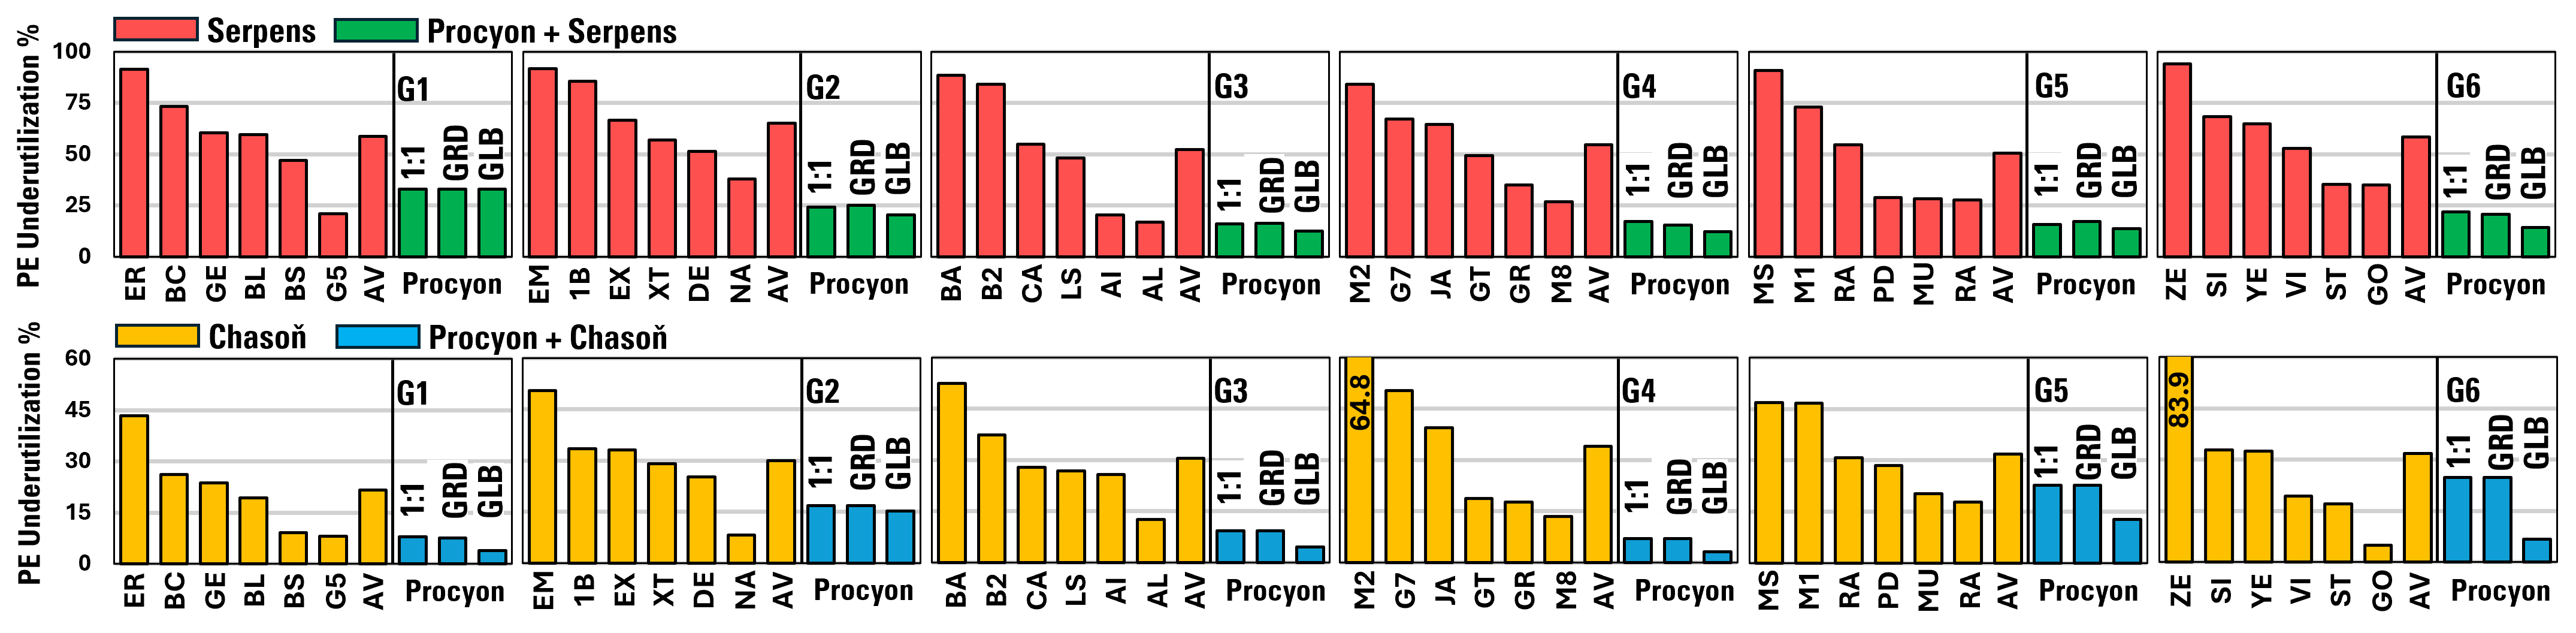 Serpens Procyon + Serpens
PE Underutilization %
100
75
50
25
0
G1 G2 G3 G4 G5 G6
1:1 GRD GLB 1:1 GRD GLB 1:1 GRD GLB 1:1 GRD GLB 1:1 GRD GLB 1:1 GRD GLB
ER BC GE BL BS G5 AV Procyon EM 1B EX XT DE NA AV Procyon BA B2 CA LS AI AL AV Procyon M2 G7 JA GT GR M8 AV Procyon MS M1 RA PD MU RA AV Procyon ZE SI YE VI ST GO AV Procyon
Chasoň Procyon + Chasoň
PE Underutilization %
60
45
30
15
0
64.8 83.9
G1 G2 G3 G4 G5 G6
1:1 GRD GLB 1:1 GRD GLB 1:1 GRD GLB 1:1 GRD GLB 1:1 GRD GLB 1:1 GRD GLB
ER BC GE BL BS G5 AV Procyon EM 1B EX XT DE NA AV Procyon BA B2 CA LS AI AL AV Procyon M2 G7 JA GT GR M8 AV Procyon MS M1 RA PD MU RA AV Procyon ZE SI YE VI ST GO AV Procyon